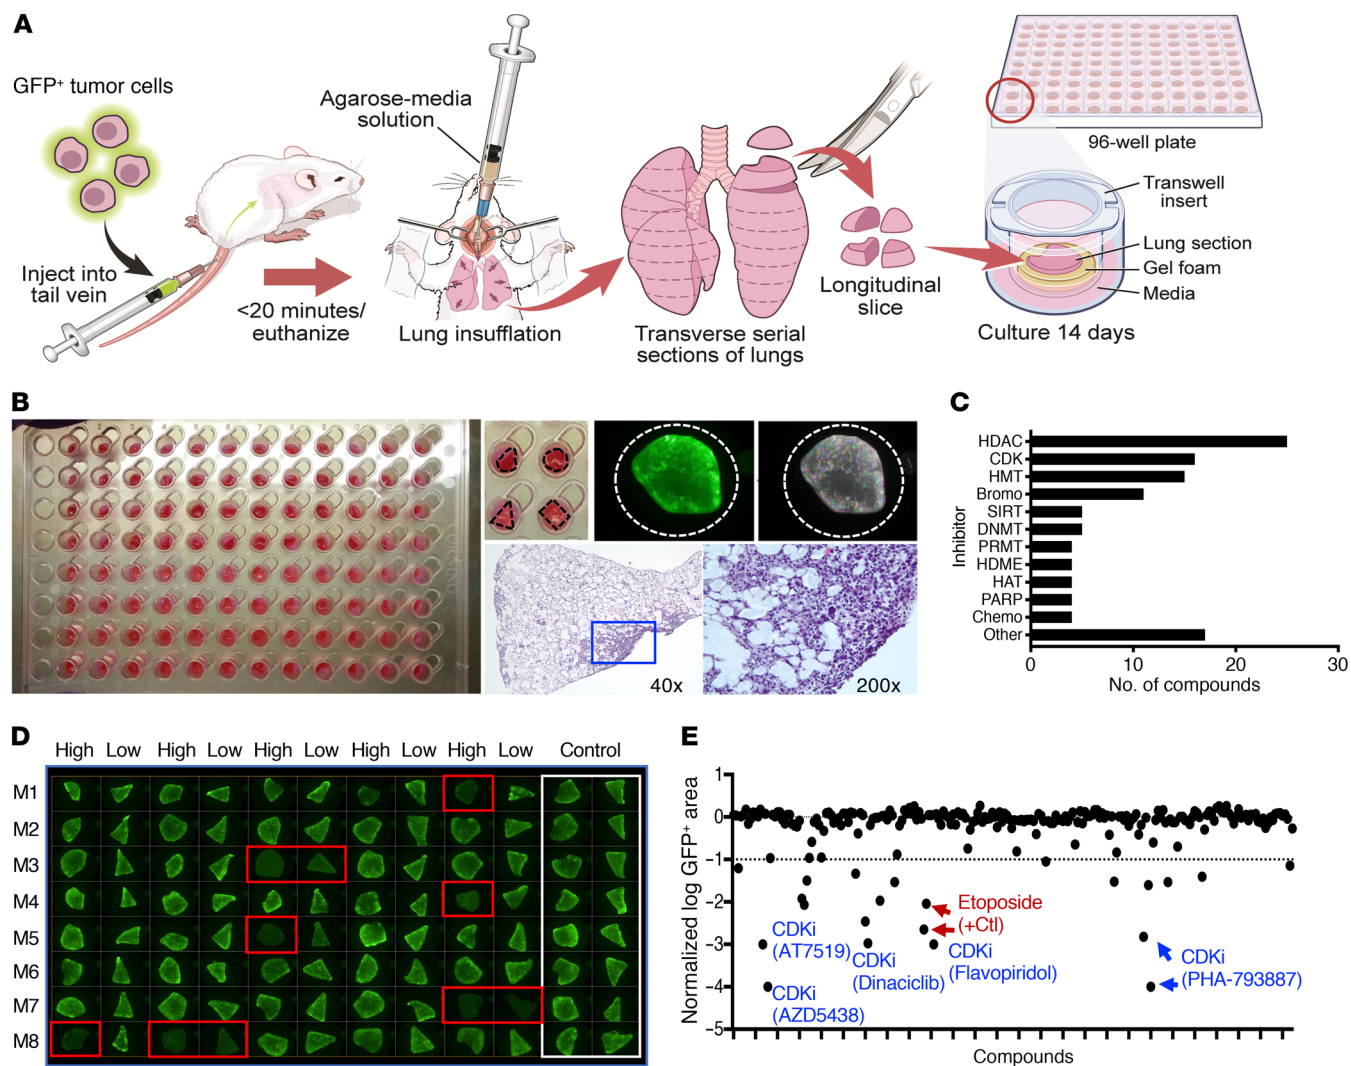 A
GFP+ tumor cells
Inject into
tail vein
<20 minutes/
euthanize
Agarose-media
solution
Lung insufflation
Transverse serial
sections of lungs
Longitudinal
slice
96-well plate
Transwell
insert
Lung section
Gel foam
Media
Culture 14 days
B
40x
200x
C
Inhibitor
HDAC
CDK
HMT
Bromo
SIRT
DNMT
PRMT
HDME
HAT
PARP
Chemo
Other
0 10 20 30
No. of compounds
D
High Low High Low High Low High Low High Low Control
M1
M2
M3
M4
M5
M6
M7
M8
E
Normalized log GFP+ area
1
0
−1
−2
−3
−4
−5
Etoposide
(+Ctl)
CDKi
(AT7519)
CDKi
(Dinaciclib)
CDKi
(Flavopiridol)
CDKi
(PHA-793887)
CDKi
(AZD5438)
Compounds